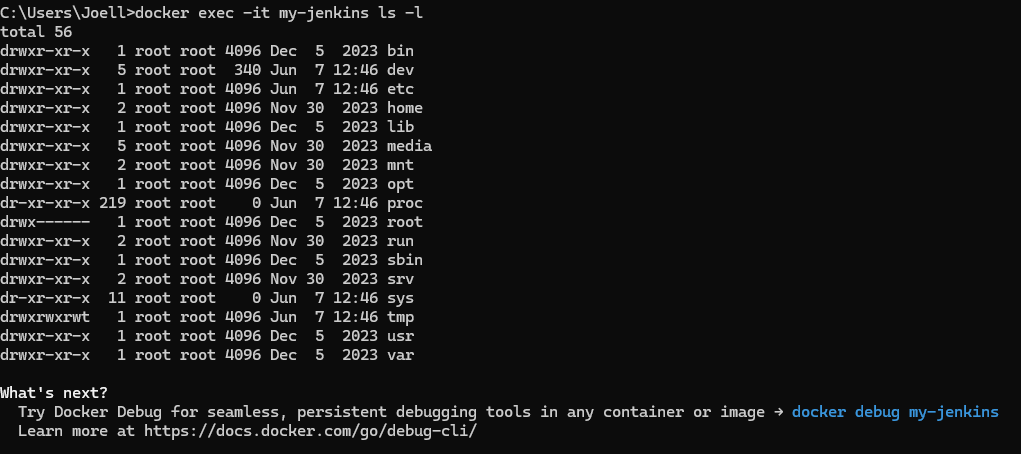 C:\Users\Joell>docker exec -it my-jenkins ls -l
total 56
drwxr-xr-x   1 root root 4096 Dec  5  2023 bin
drwxr-xr-x   5 root root  340 Jun  7 12:46 dev
drwxr-xr-x   1 root root 4096 Jun  7 12:46 etc
drwxr-xr-x   2 root root 4096 Nov 30  2023 home
drwxr-xr-x   1 root root 4096 Dec  5  2023 lib
drwxr-xr-x   5 root root 4096 Nov 30  2023 media
drwxr-xr-x   2 root root 4096 Nov 30  2023 mnt
drwxr-xr-x   1 root root 4096 Dec  5  2023 opt
dr-xr-xr-x 219 root root    0 Jun  7 12:46 proc
drwx------   1 root root 4096 Dec  5  2023 root
drwxr-xr-x   2 root root 4096 Nov 30  2023 run
drwxr-xr-x   1 root root 4096 Dec  5  2023 sbin
drwxr-xr-x   2 root root 4096 Nov 30  2023 srv
dr-xr-xr-x  11 root root    0 Jun  7 12:46 sys
drwxrwxrwt   1 root root 4096 Jun  7 12:46 tmp
drwxr-xr-x   1 root root 4096 Dec  5  2023 usr
drwxr-xr-x   1 root root 4096 Dec  5  2023 var
What's next?
  Try Docker Debug for seamless, persistent debugging tools in any container or image → docker debug my-jenkins
  Learn more at https://docs.docker.com/go/debug-cli/